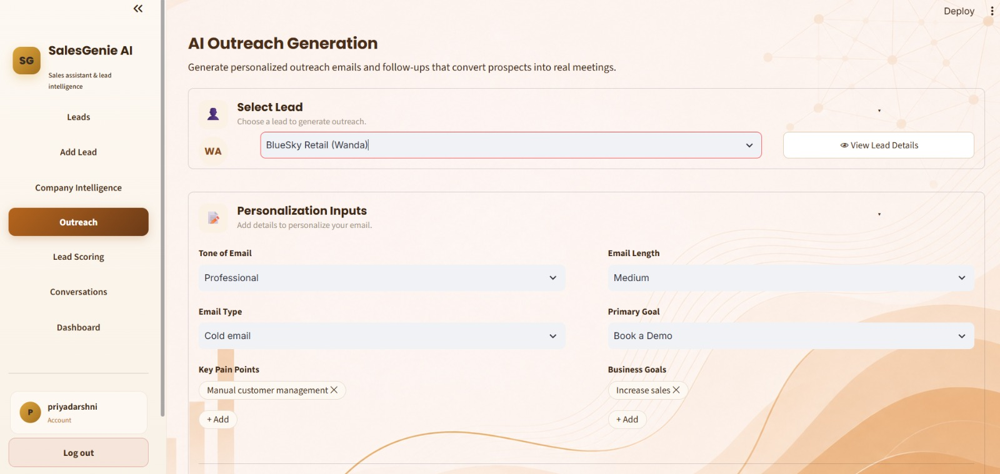 Deploy
SG
SalesGenie AI
Sales assistant & lead
intelligence
Leads
Add Lead
Company Intelligence
Outreach
Lead Scoring
Conversations
Dashboard
P
priyadarshni
Account
Log out
AI Outreach Generation
Generate personalized outreach emails and follow-ups that convert prospects into real meetings.
Select Lead
Choose a lead to generate outreach.
WA
BlueSky Retail (Wanda)
View Lead Details
Personalization Inputs
Add details to personalize your email.
Tone of Email
Professional
Email Length
Medium
Email Type
Cold email
Primary Goal
Book a Demo
Key Pain Points
Manual customer management
+ Add
Business Goals
Increase sales
+ Add